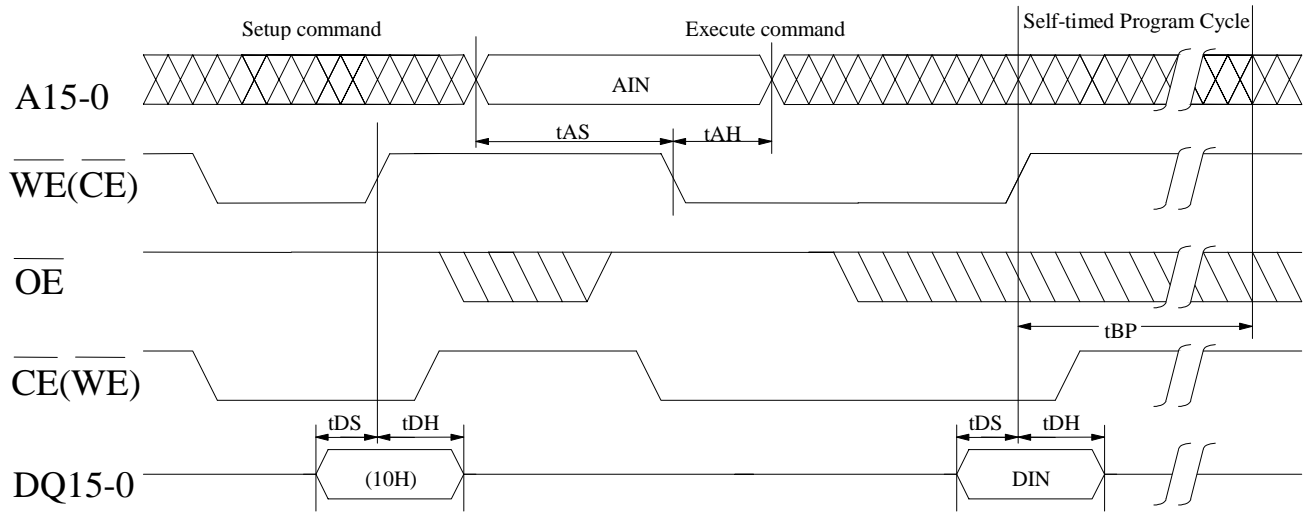 Setup command
Execute command
Self-timed Program Cycle
A15-0
AIN
tAS
tAH
WE(CE)
OE
tBP
CE(WE)
tDS
tDH
tDS
tDH
DQ15-0
(10H)
DIN